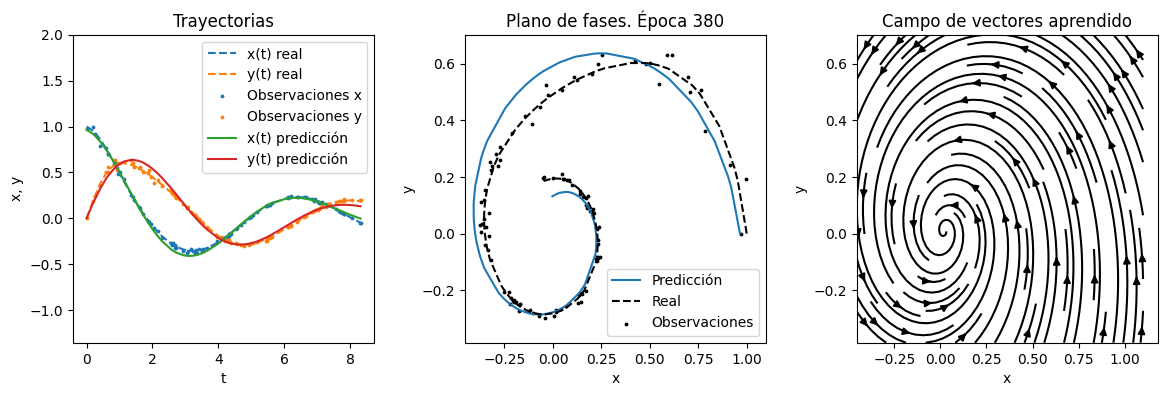 Trayectorias
2.0
1.5
1.0
0.5
0.0
−0.5
−1.0
x, y
0
2
4
6
8
t
x(t) real
y(t) real
Observaciones x
Observaciones y
x(t) predicción
y(t) predicción
Plano de fases. Época 380
0.6
0.4
0.2
0.0
−0.2
y
−0.25
0.00
0.25
0.50
0.75
1.00
x
Predicción
Real
Observaciones
Campo de vectores aprendido
0.6
0.4
0.2
0.0
−0.2
y
−0.25
0.00
0.25
0.50
0.75
1.00
x